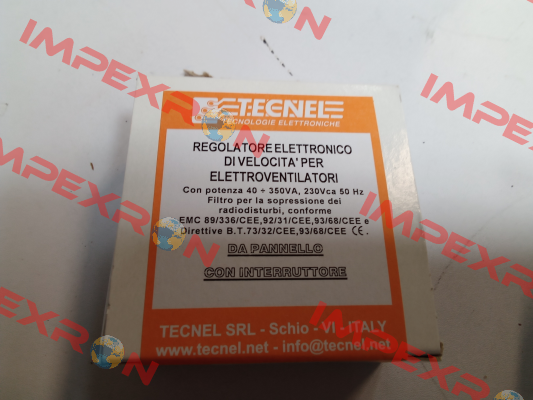 TECNEL
TECNOLOGIE ELETTRONICHE
REGOLATORE ELETTRONICO
DI VELOCITA' PER
ELETTROVENTILATORI
Con potenza 40 ÷ 350VA, 230Vca 50 Hz
Filtro per la sopressione dei
radiodisturbi, conforme
EMC 89/336/CEE,92/31/CEE,93/68/CEE e
Direttive B.T.73/32/CEE,93/68/CEE CE.
DA PANNELLO
CON INTERRUTTORE
TECNEL SRL - Schio - VI - ITALY
www.tecnel.net - info@tecnel.net
IMPEXRON
IMPEXRON
IMPEXRON
IMPEXRON
IMPEXRON